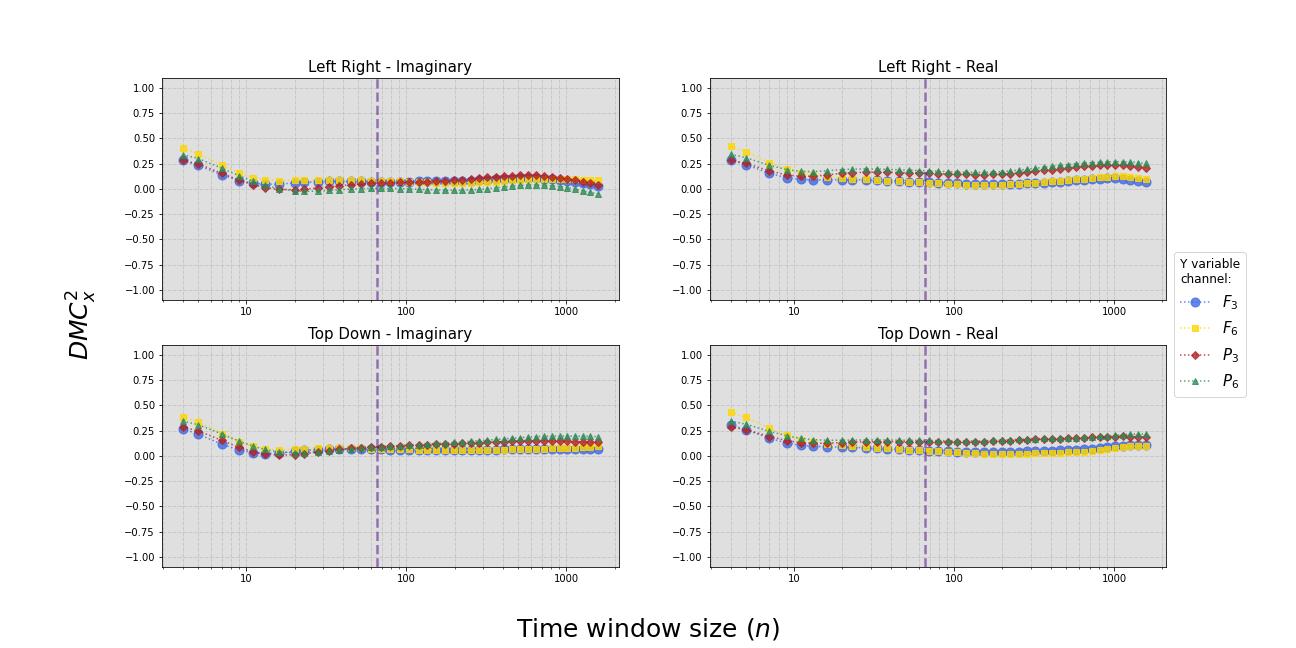 Left Right - Imaginary
1.00
0.75
0.50
0.25
0.00
−0.25
−0.50
−0.75
−1.00
10 100 1000
Left Right - Real
1.00
0.75
0.50
0.25
0.00
−0.25
−0.50
−0.75
−1.00
10 100 1000
Top Down - Imaginary
1.00
0.75
0.50
0.25
0.00
−0.25
−0.50
−0.75
−1.00
10 100 1000
Top Down - Real
1.00
0.75
0.50
0.25
0.00
−0.25
−0.50
−0.75
−1.00
10 100 1000
Y variable
channel:
F₃
F₆
P₃
P₆
DMC²ₓ
Time window size (n)